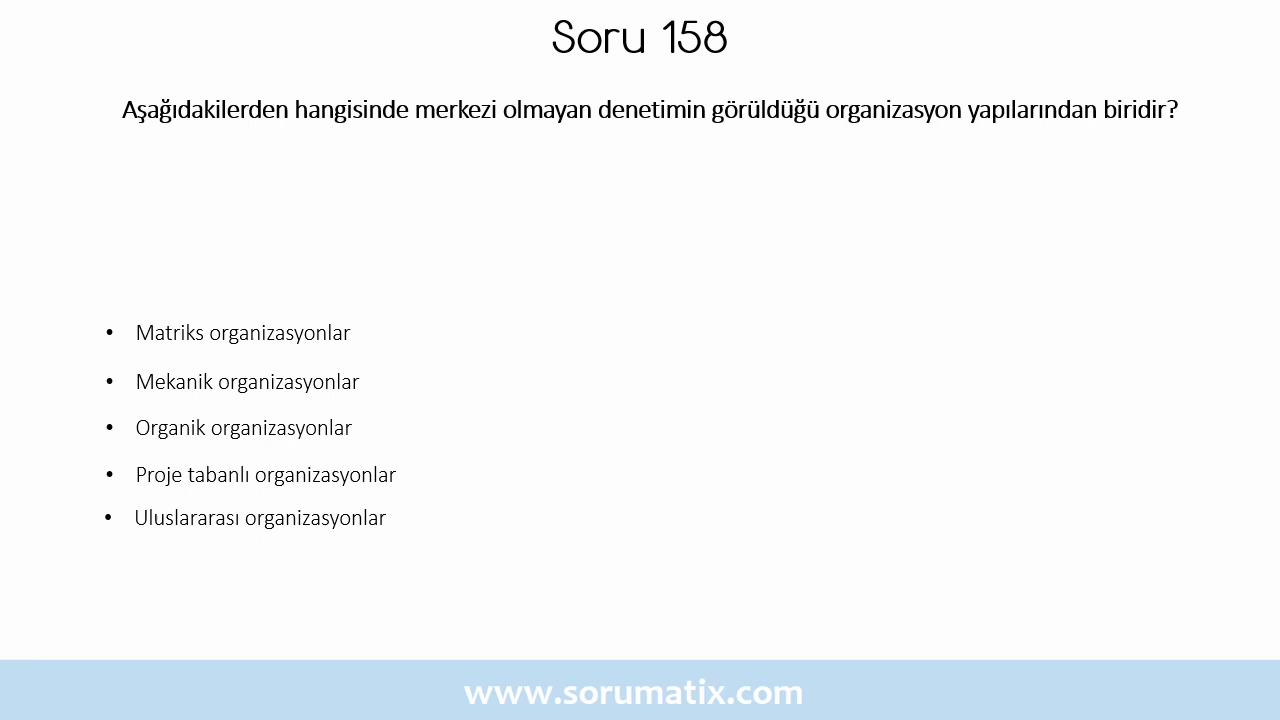 Soru 158
Aşağıdakilerden hangisinde merkezi olmayan denetimin görüldüğü organizasyon yapılarından biridir?
• Matriks organizasyonlar
• Mekanik organizasyonlar
• Organik organizasyonlar
• Proje tabanlı organizasyonlar
• Uluslararası organizasyonlar
www.sorumatix.com